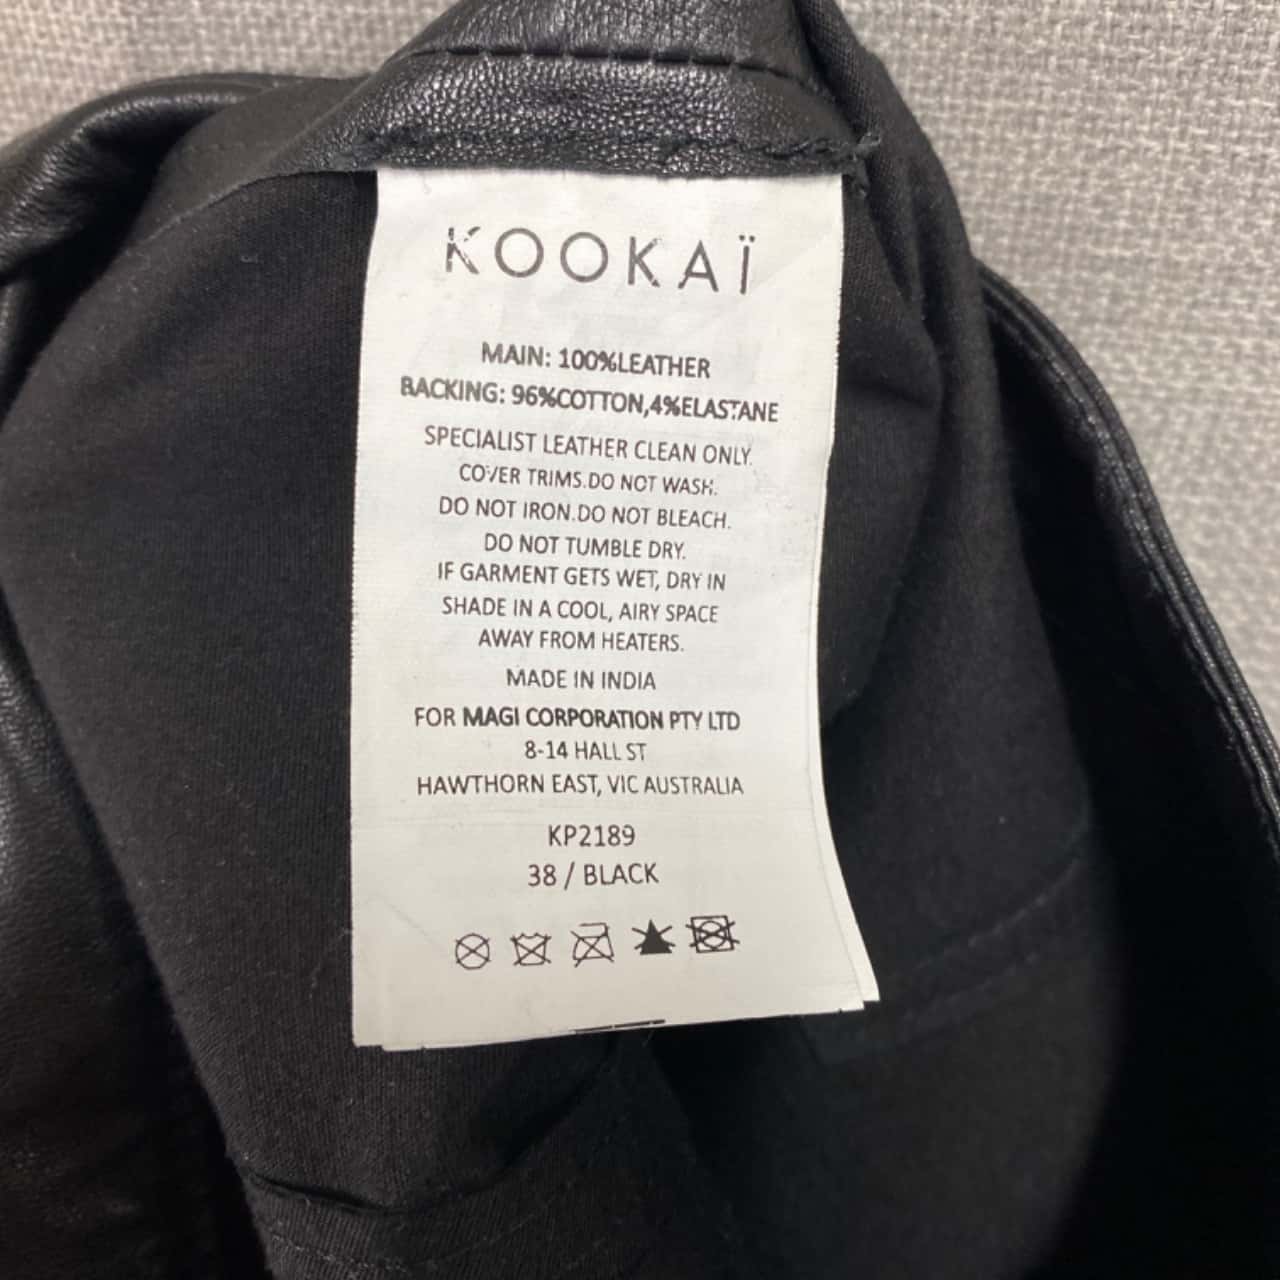 KOOKAÏ
MAIN: 100%LEATHER
BACKING: 96%COTTON,4%ELASTANE
SPECIALIST LEATHER CLEAN ONLY.
COVER TRIMS.DO NOT WASH.
DO NOT IRON.DO NOT BLEACH.
DO NOT TUMBLE DRY.
IF GARMENT GETS WET, DRY IN
SHADE IN A COOL, AIRY SPACE
AWAY FROM HEATERS.
MADE IN INDIA
FOR MAGI CORPORATION PTY LTD
8-14 HALL ST
HAWTHORN EAST, VIC AUSTRALIA
KP2189
38 / BLACK